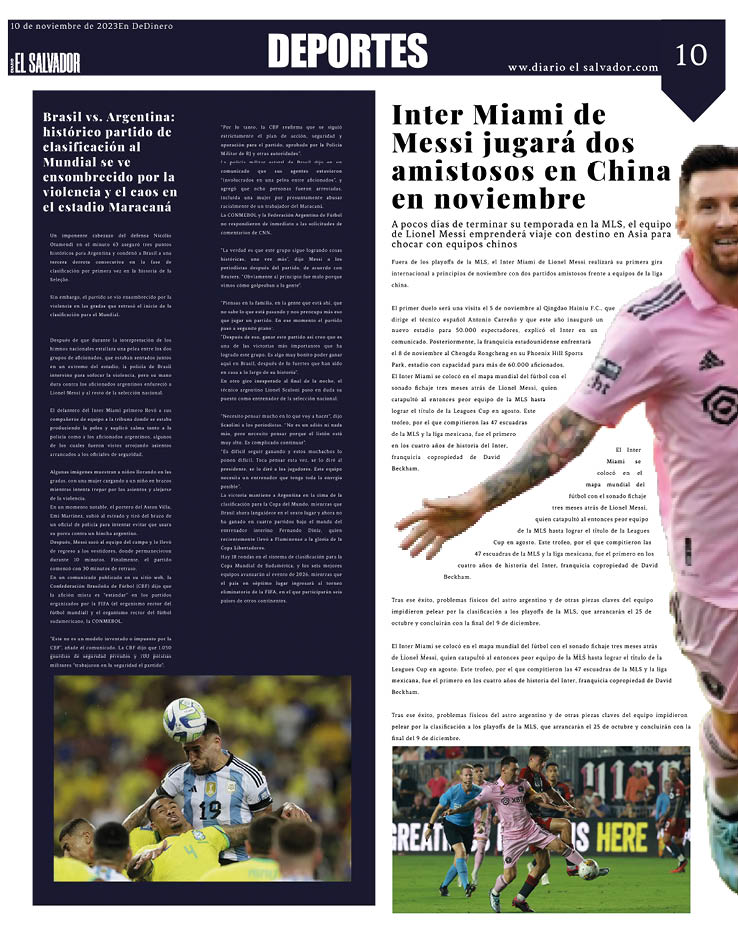 10 de noviembre de 2023En DeDinero
DIARIO
EL SALVADOR
DEPORTES
www.diario el salvador.com
10
Brasil vs. Argentina:
histórico partido de
clasificación al
Mundial se ve
ensombrecido por la
violencia y el caos en
el estadio Maracaná
Un imponente cabezazo del defensa Nicolás
Otamendi en el minuto 63 aseguró tres puntos
históricos para Argentina y condenó a Brasil a una
tercera derrota consecutiva en la fase de
clasificación por primera vez en la historia de la
Seleção.
Sin embargo, el partido se vio ensombrecido por la
violencia en las gradas que retrasó el inicio de la
clasificación para el Mundial.
Después de que durante la interpretación de los
himnos nacionales estallara una pelea entre los dos
grupos de aficionados, que estaban sentados juntos
en un extremo del estadio, la policía de Brasil
intervino para sofocar la violencia, pero su mano
dura contra los aficionados argentinos enfureció a
Lionel Messi y al resto de la selección nacional.
El delantero del Inter Miami primero llevó a sus
compañeros de equipo a la tribuna donde se estaba
produciendo la pelea y suplicó calma tanto a la
policía como a los aficionados argentinos, algunos
de los cuales fueron vistos arrojando asientos
arrancados a los oficiales de seguridad.
Algunas imágenes muestran a niños llorando en las
gradas, con una mujer cargando a un niño en brazos
mientras intenta trepar por los asientos y alejarse
de la violencia.
En un momento notable, el portero del Aston Villa,
Emi Martínez, subió al estrado y tiró del brazo de
un oficial de policía para intentar evitar que usara
su porra contra un hincha argentino.
Después, Messi sacó al equipo del campo y lo llevó
de regreso a los vestidores, donde permanecieron
durante 10 minutos. Finalmente, el partido
comenzó con 30 minutos de retraso.
En un comunicado publicado en su sitio web, la
Confederación Brasileña de Fútbol (CBF) dijo que
la afición mixta es "estándar" en los partidos
organizados por la FIFA (el organismo rector del
fútbol mundial) y el organismo rector del fútbol
sudamericano, la CONMEBOL.
"Este no es un modelo inventado o impuesto por la
CBF", añade el comunicado. La CBF dijo que 1.050
guardias de seguridad privados y 700 policías
militares "trabajaron en la seguridad el partido".
"Por lo tanto, la CBF reafirma que se siguió
estrictamente el plan de acción, seguridad y
operación para el partido, aprobado por la Policía
Militar de RJ y otras autoridades".
La policía militar estatal de Brasil dijo en un
comunicado que sus agentes estuvieron
"involucrados en una pelea entre aficionados", y
agregó que ocho personas fueron arrestadas,
incluida una mujer por presuntamente abusar
racialmente de un trabajador del Maracaná.
La CONMEBOL y la Federación Argentina de Fútbol
no respondieron de inmediato a las solicitudes de
comentarios de CNN.
"La verdad es que este grupo sigue logrando cosas
históricas, una vez más", dijo Messi a los
periodistas después del partido, de acuerdo con
Reuters. "Obviamente al principio fue malo porque
vimos cómo golpeaban a la gente".
"Piensas en la familia, en la gente que está ahí, que
no sabe lo que está pasando y nos preocupa más eso
que jugar un partido. En ese momento el partido
pasó a segundo plano".
"Después de eso, ganar este partido así creo que es
una de las victorias más importantes que ha
logrado este grupo. Es algo muy bonito poder ganar
aquí en Brasil, después de lo fuertes que han sido
en casa a lo largo de su historia".
En otro giro inesperado al final de la noche, el
técnico argentino Lionel Scaloni puso en duda su
puesto como entrenador de la selección nacional.
"Necesito pensar mucho en lo que voy a hacer", dijo
Scaolini a los periodistas. "No es un adiós ni nada
más, pero necesito pensar porque el listón está
muy alto. Es complicado continuar".
"Es difícil seguir ganando y estos muchachos lo
ponen difícil. Toca pensar esta vez, se lo diré al
presidente, se lo diré a los jugadores. Este equipo
necesita un entrenador que tenga toda la energía
posible".
La victoria mantiene a Argentina en la cima de la
clasificación para la Copa del Mundo, mientras que
Brasil ahora languidece en el sexto lugar y ahora no
ha ganado en cuatro partidos bajo el mando del
entrenador interino Fernando Diniz, quien
recientemente llevó a Fluminense a la gloria de la
Copa Libertadores.
Hay 18 rondas en el sistema de clasificación para la
Copa Mundial de Sudamérica, y los seis mejores
equipos avanzarán al evento de 2026, mientras que
el país en séptimo lugar ingresará al torneo
eliminatorio de la FIFA, en el que participarán seis
países de otros continentes.
Inter Miami de
Messi jugará dos
amistosos en China
en noviembre
A pocos días de terminar su temporada en la MLS, el equipo
de Lionel Messi emprenderá viaje con destino en Asia para
chocar con equipos chinos
Fuera de los playoffs de la MLS, el Inter Miami de Lionel Messi realizará su primera gira
internacional a principios de noviembre con dos partidos amistosos frente a equipos de la liga
china.
El primer duelo será una visita el 5 de noviembre al Qingdao Hainiu F.C., que
dirige el técnico español Antonio Carreño y que este año inauguró un
nuevo estadio para 50.000 espectadores, explicó el Inter en un
comunicado. Posteriormente, la franquicia estadounidense enfrentará
el 8 de noviembre al Chengdu Rongcheng en su Phoenix Hill Sports
Park, estadio con capacidad para más de 60.000 aficionados.
El Inter Miami se colocó en el mapa mundial del fútbol con el
sonado fichaje tres meses atrás de Lionel Messi, quien
catapultó al entonces peor equipo de la MLS hasta
lograr el título de la Leagues Cup en agosto. Este
trofeo, por el que compitieron las 47 escuadras
de la MLS y la liga mexicana, fue el primero
en los cuatro años de historia del Inter,
franquicia copropiedad de David
Beckham.
El Inter
Miami se
colocó en el
mapa mundial del
fútbol con el sonado fichaje
tres meses atrás de Lionel Messi,
quien catapultó al entonces peor equipo
de la MLS hasta lograr el título de la Leagues
Cup en agosto. Este trofeo, por el que compitieron las
47 escuadras de la MLS y la liga mexicana, fue el primero en los
cuatro años de historia del Inter, franquicia copropiedad de David
Beckham.
Tras ese éxito, problemas físicos del astro argentino y de otras piezas claves del equipo
impidieron pelear por la clasificación a los playoffs de la MLS, que arrancarán el 25 de
octubre y concluirán con la final del 9 de diciembre.
El Inter Miami se colocó en el mapa mundial del fútbol con el sonado fichaje tres meses atrás
de Lionel Messi, quien catapultó al entonces peor equipo de la MLS hasta lograr el título de la
Leagues Cup en agosto. Este trofeo, por el que compitieron las 47 escuadras de la MLS y la liga
mexicana, fue el primero en los cuatro años de historia del Inter, franquicia copropiedad de David
Beckham.
Tras ese éxito, problemas físicos del astro argentino y de otras piezas claves del equipo impidieron
pelear por la clasificación a los playoffs de la MLS, que arrancarán el 25 de octubre y concluirán con la
final del 9 de diciembre.
19
4
GREAT
US HERE